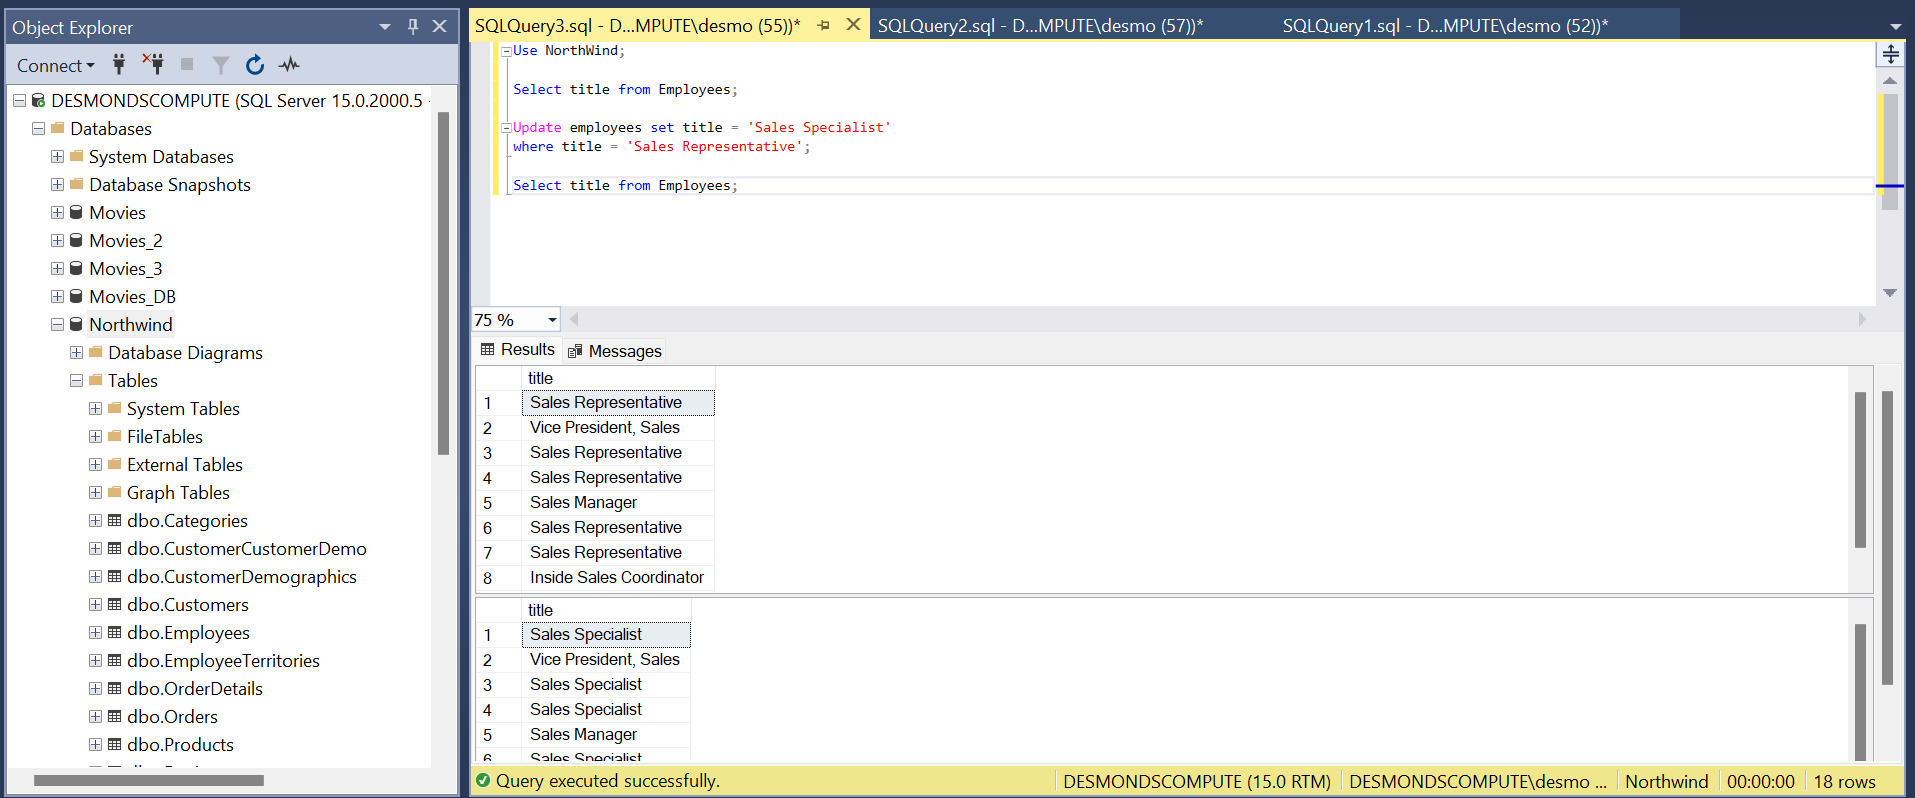 Object Explorer
Connect
DESMONDSCOMPUTE (SQL Server 15.0.2000.5 -
Databases
System Databases
Database Snapshots
Movies
Movies_2
Movies_3
Movies_DB
Northwind
Database Diagrams
Tables
System Tables
FileTables
External Tables
Graph Tables
dbo.Categories
dbo.CustomerCustomerDemo
dbo.CustomerDemographics
dbo.Customers
dbo.Employees
dbo.EmployeeTerritories
dbo.OrderDetails
dbo.Orders
dbo.Products
SQLQuery3.sql - D...MPUTE\desmo (55))*
SQLQuery2.sql - D...MPUTE\desmo (57))*
SQLQuery1.sql - D...MPUTE\desmo (52))*
Use NorthWind;
Select title from Employees;
Update employees set title = 'Sales Specialist'
where title = 'Sales Representative';
Select title from Employees;
75 %
Results Messages
title
1 Sales Representative
2 Vice President, Sales
3 Sales Representative
4 Sales Representative
5 Sales Manager
6 Sales Representative
7 Sales Representative
8 Inside Sales Coordinator
title
1 Sales Specialist
2 Vice President, Sales
3 Sales Specialist
4 Sales Specialist
5 Sales Manager
6 Sales Specialist
Query executed successfully.
DESMONDSCOMPUTE (15.0 RTM)
DESMONDSCOMPUTE\desmo ...
Northwind
00:00:00
18 rows